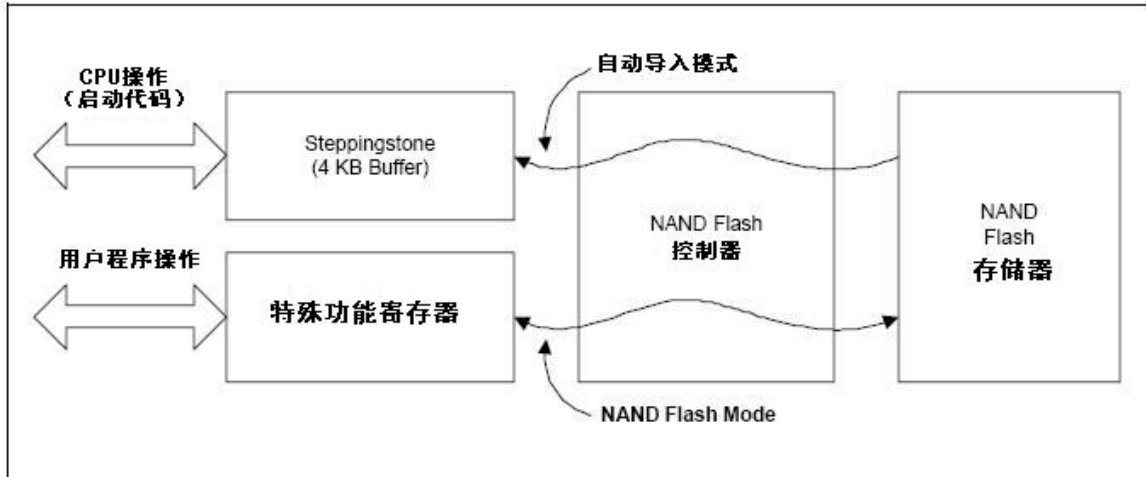 自动导入模式
CPU操作
(启动代码)
Steppingstone
(4 KB Buffer)
NAND Flash
控制器
NAND
Flash
存储器
用户程序操作
特殊功能寄存器
NAND Flash Mode